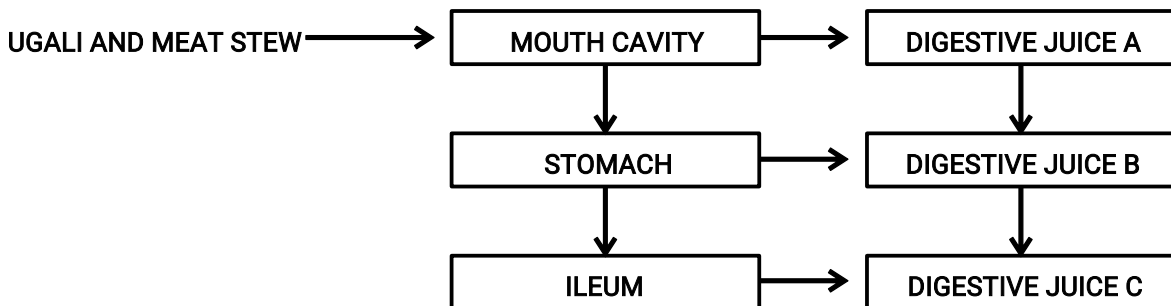 UGALI AND MEAT STEW
MOUTH CAVITY
DIGESTIVE JUICE A
STOMACH
DIGESTIVE JUICE B
ILEUM
DIGESTIVE JUICE C